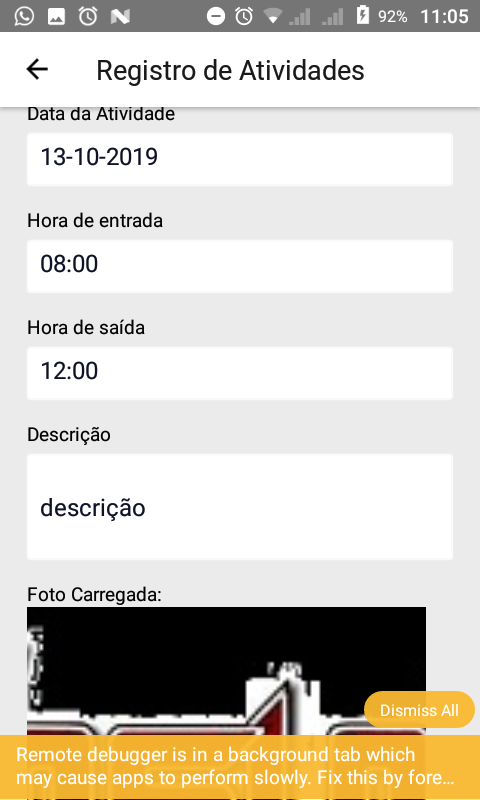 92% 11:05
Registro de Atividades
Data da Atividade
13-10-2019
Hora de entrada
08:00
Hora de saída
12:00
Descrição
descrição
Foto Carregada:
Dismiss All
Remote debugger is in a background tab which
may cause apps to perform slowly. Fix this by fore...